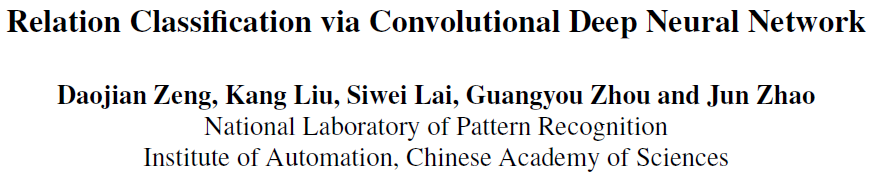 Relation Classification via Convolutional Deep Neural Network
Daojian Zeng, Kang Liu, Siwei Lai, Guangyou Zhou and Jun Zhao
National Laboratory of Pattern Recognition
Institute of Automation, Chinese Academy of Sciences